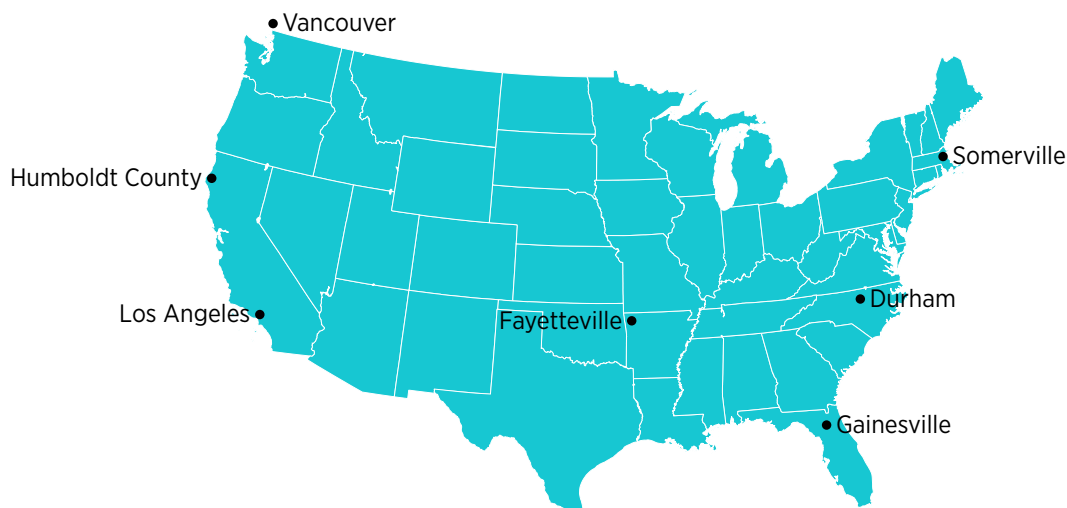 Vancouver
Somerville
Humboldt County
Durham
Los Angeles
Fayetteville
Gainesville